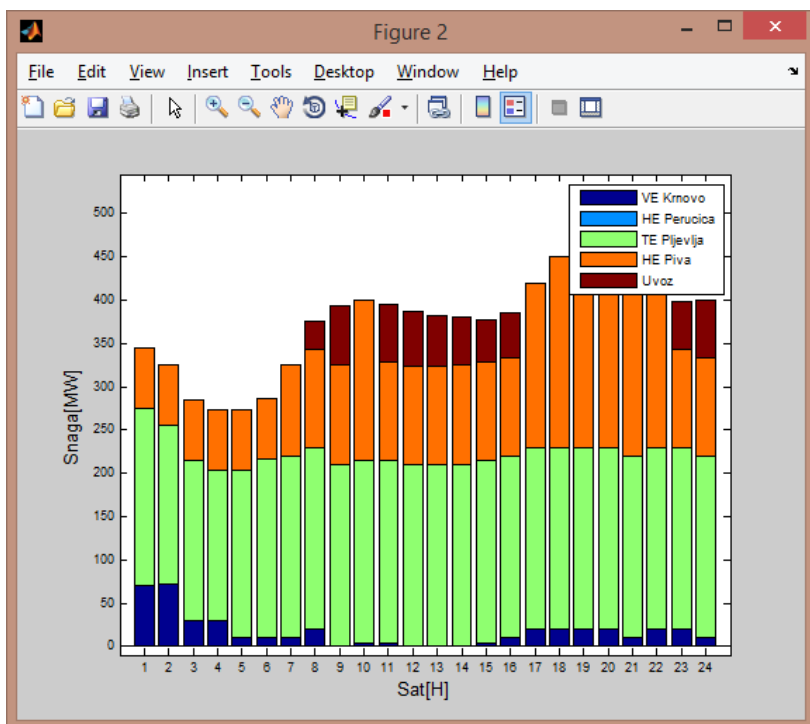 Figure 2
File Edit View Insert Tools Desktop Window Help
VE Krnovo
HE Perucica
TE Pljevlja
HE Piva
Uvoz
500
450
400
350
300
250
200
150
100
50
0
Snaga[MW]
1 2 3 4 5 6 7 8 9 10 11 12 13 14 15 16 17 18 19 20 21 22 23 24
Sat[H]